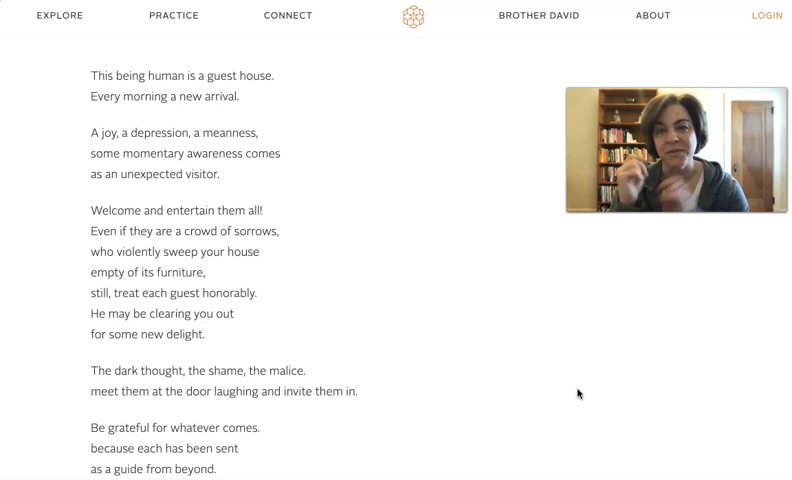 EXPLORE
PRACTICE
CONNECT
BROTHER DAVID
ABOUT
LOGIN
This being human is a guest house.
Every morning a new arrival.
A joy, a depression, a meanness,
some momentary awareness comes
as an unexpected visitor.
Welcome and entertain them all!
Even if they are a crowd of sorrows,
who violently sweep your house
empty of its furniture,
still, treat each guest honorably.
He may be clearing you out
for some new delight.
The dark thought, the shame, the malice.
meet them at the door laughing and invite them in.
Be grateful for whatever comes.
because each has been sent
as a guide from beyond.